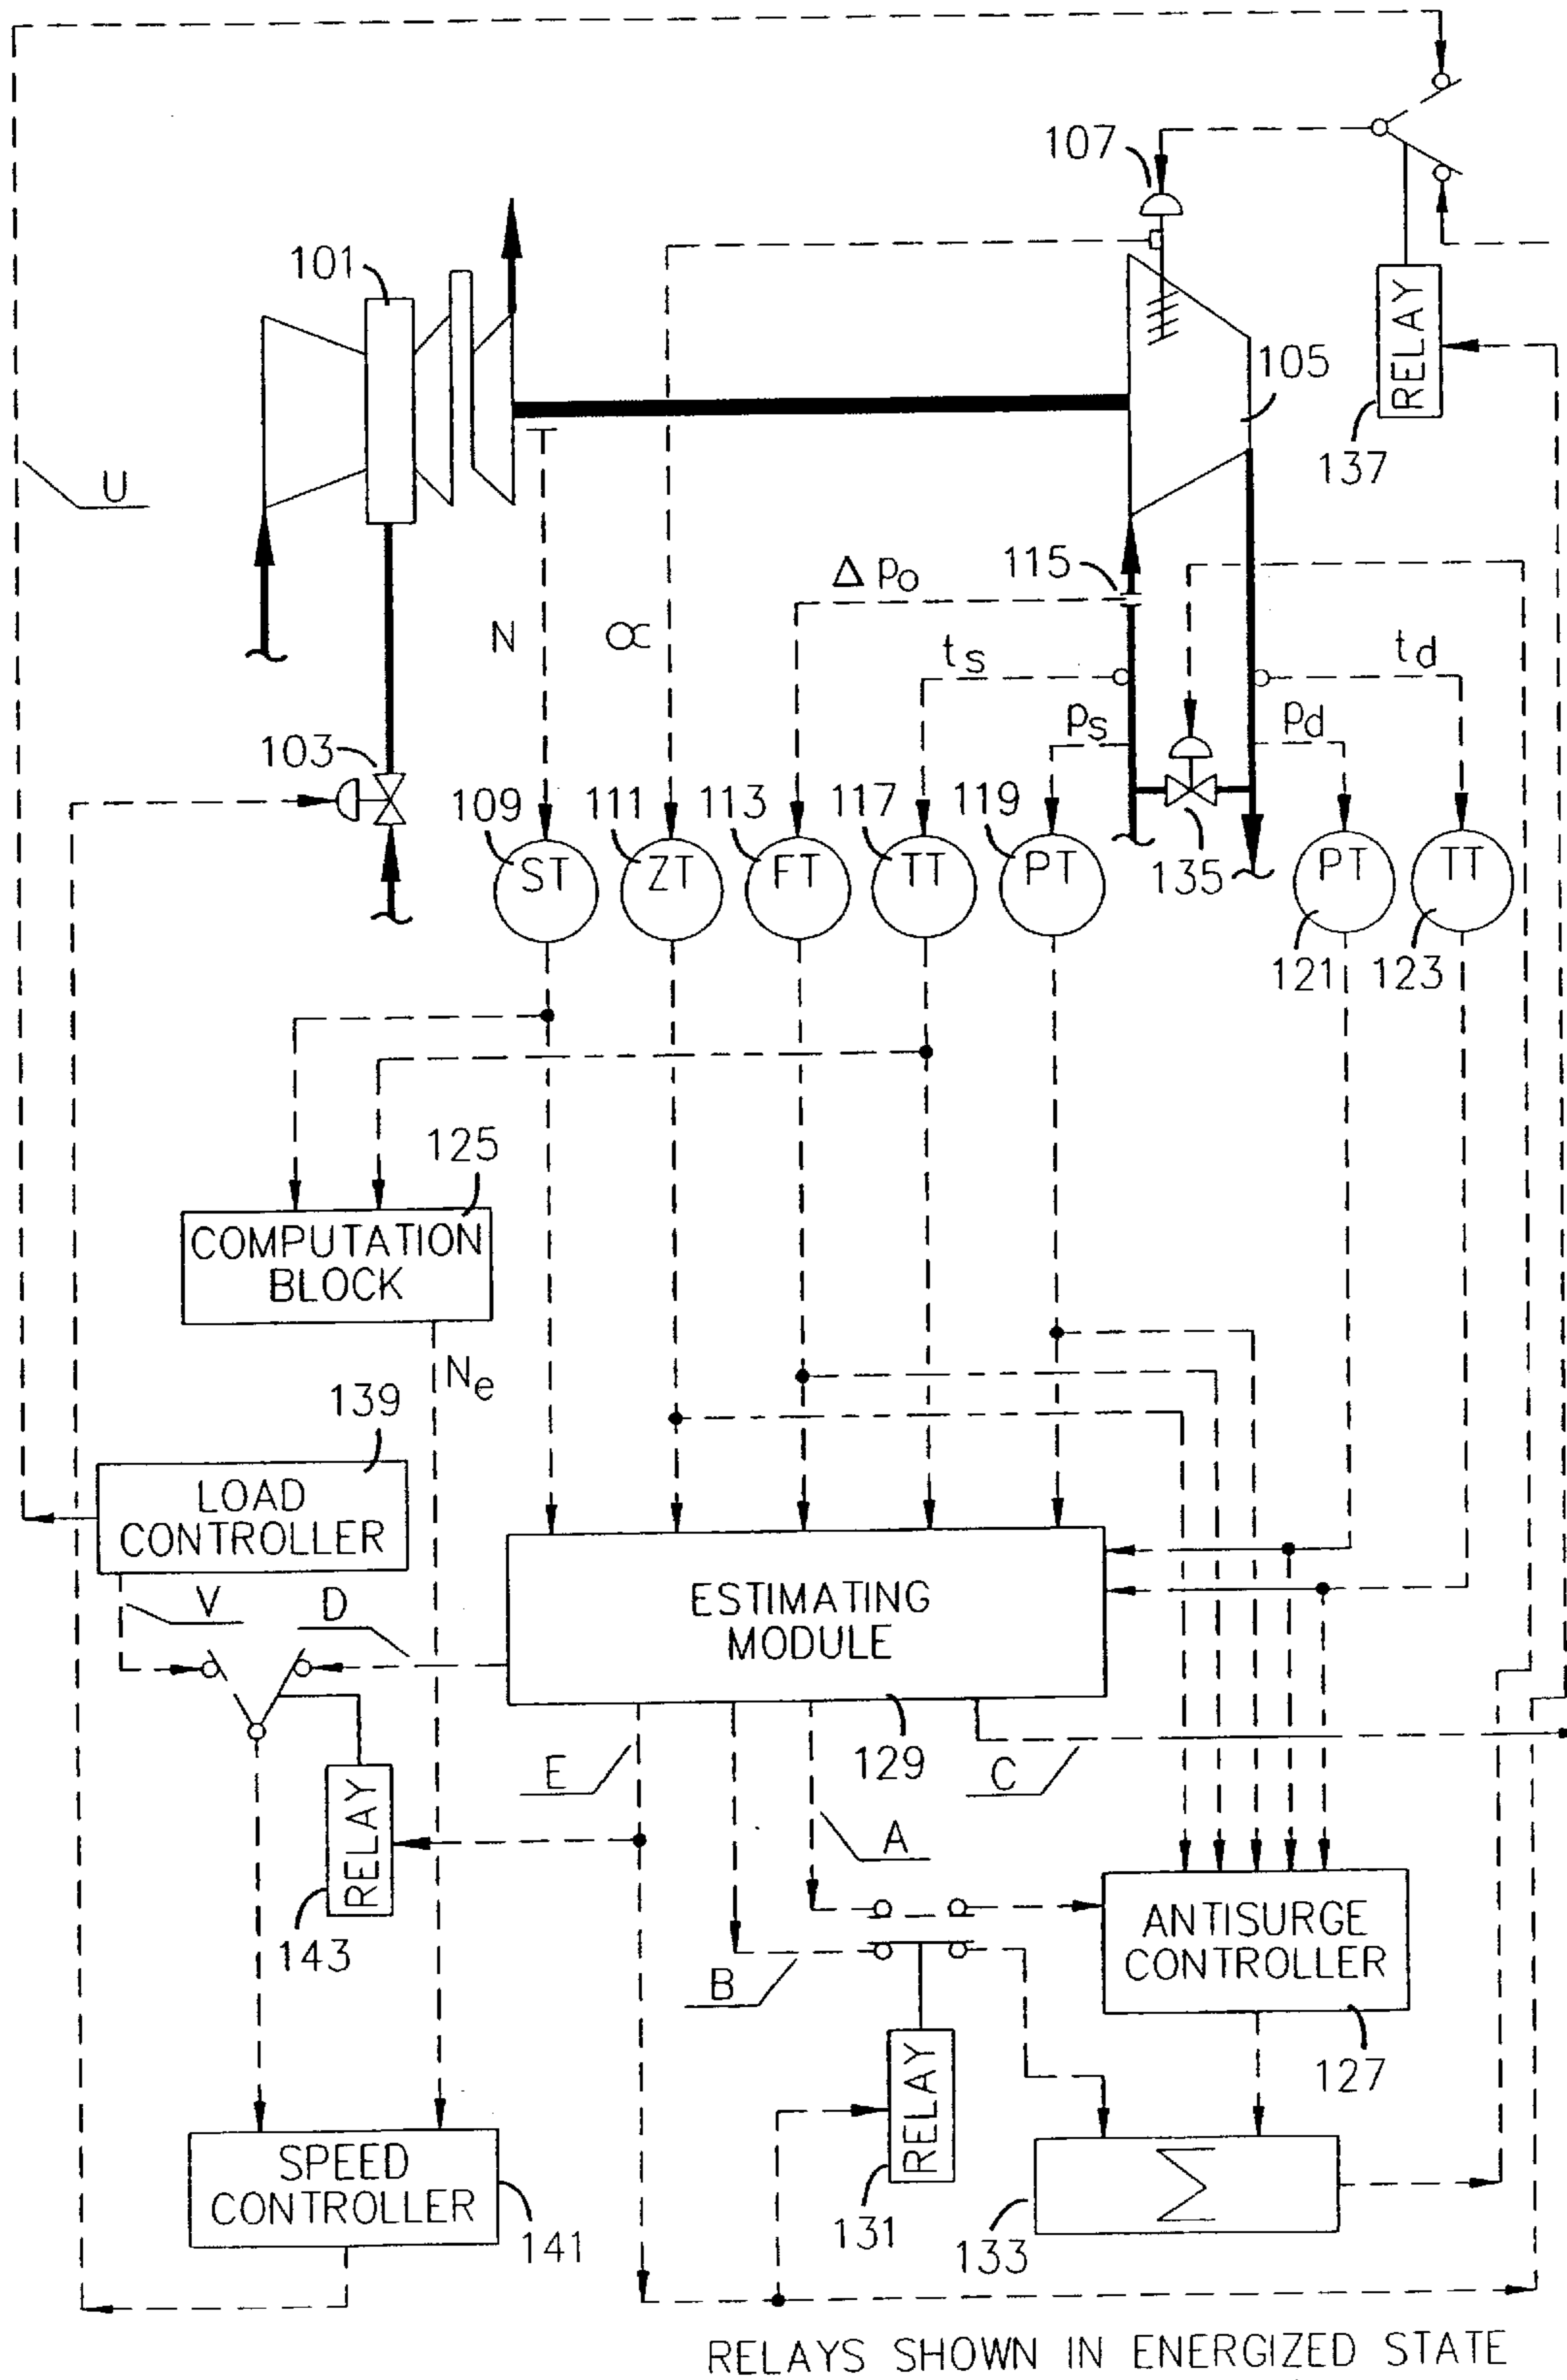 107
101
RELAY
105
137
U
115
Δ po
N
α
ts
td
ps
pd
103
109
111
113
117
119
135
ST
ZT
FT
TT
PT
PT
TT
121
123
125
COMPUTATION
BLOCK
Ne
139
LOAD
CONTROLLER
V
D
ESTIMATING
MODULE
E
129
C
RELAY
A
143
B
ANTISURGE
CONTROLLER
RELAY
127
SPEED
CONTROLLER
Σ
141
131
133
RELAYS SHOWN IN ENERGIZED STATE